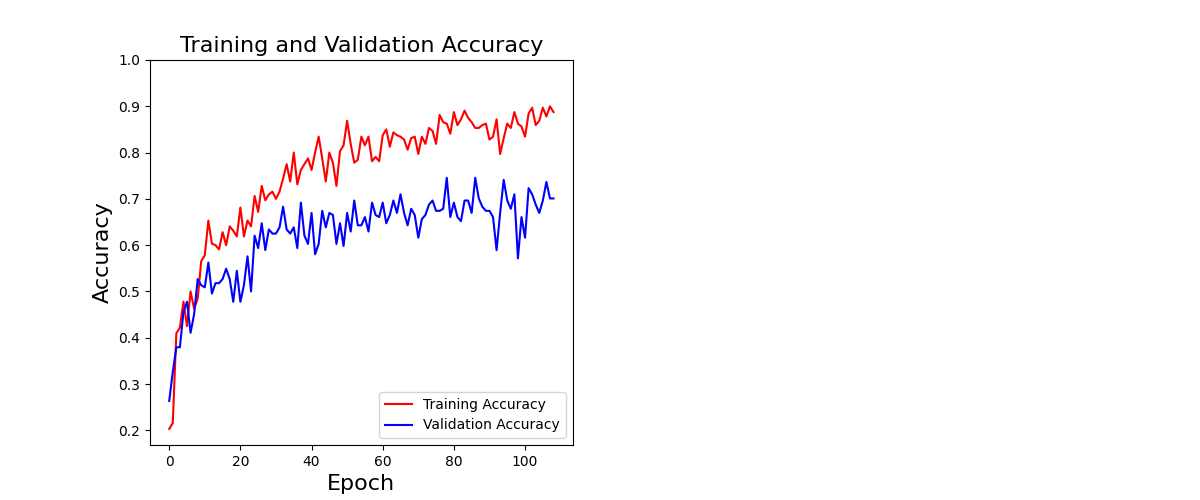 Training and Validation Accuracy
1.0
0.9
0.8
0.7
0.6
0.5
0.4
0.3
0.2
Accuracy
Training Accuracy
Validation Accuracy
0 20 40 60 80 100
Epoch